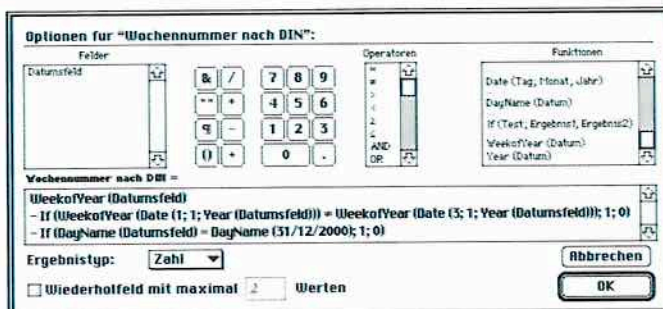 Optionen für “Wochennummer nach DIN”:
Felder
Operatoren
Funktionen
Datumsfeld
& / 7 8 9
"" * 4 5 6
¶ - 1 2 3
() + 0 .
=
≠
>
<
≥
≤
AND
OR
Date (Tag; Monat; Jahr)
DayName (Datum)
If (Test; Ergebnis1; Ergebnis2)
WeekofYear (Datum)
Year (Datum)
Wochennummer nach DIN =
WeekofYear (Datumsfeld)
- If (WeekofYear (Date (1; 1; Year (Datumsfeld))) ≠ WeekofYear (Date (3; 1; Year (Datumsfeld))); 1; 0)
- If (DayName (Datumsfeld) = DayName (31/12/2000); 1; 0)
Ergebnistyp: Zahl
Abbrechen
Wiederholfeld mit maximal 2 Werten
OK